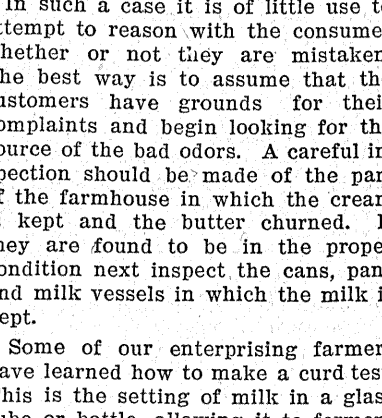 In such a case it is of little use t
ttempt to reason with the consume
hether or not they are mistaken
he best way is to assume that th
ustomers have grounds for thei
omplaints and begin looking for th
ource of the bad odors. A careful in
pection should be made of the par
f the farmhouse in which the crear
kept and the butter churned. I
hey are found to be in the prope
ondition next inspect the cans, pan
nd milk vessels in which the milk i
ept.
Some of our enterprising farmer
ave learned how to make a curd tes
his is the setting of milk in a glas
ube or bottle, allowing it to